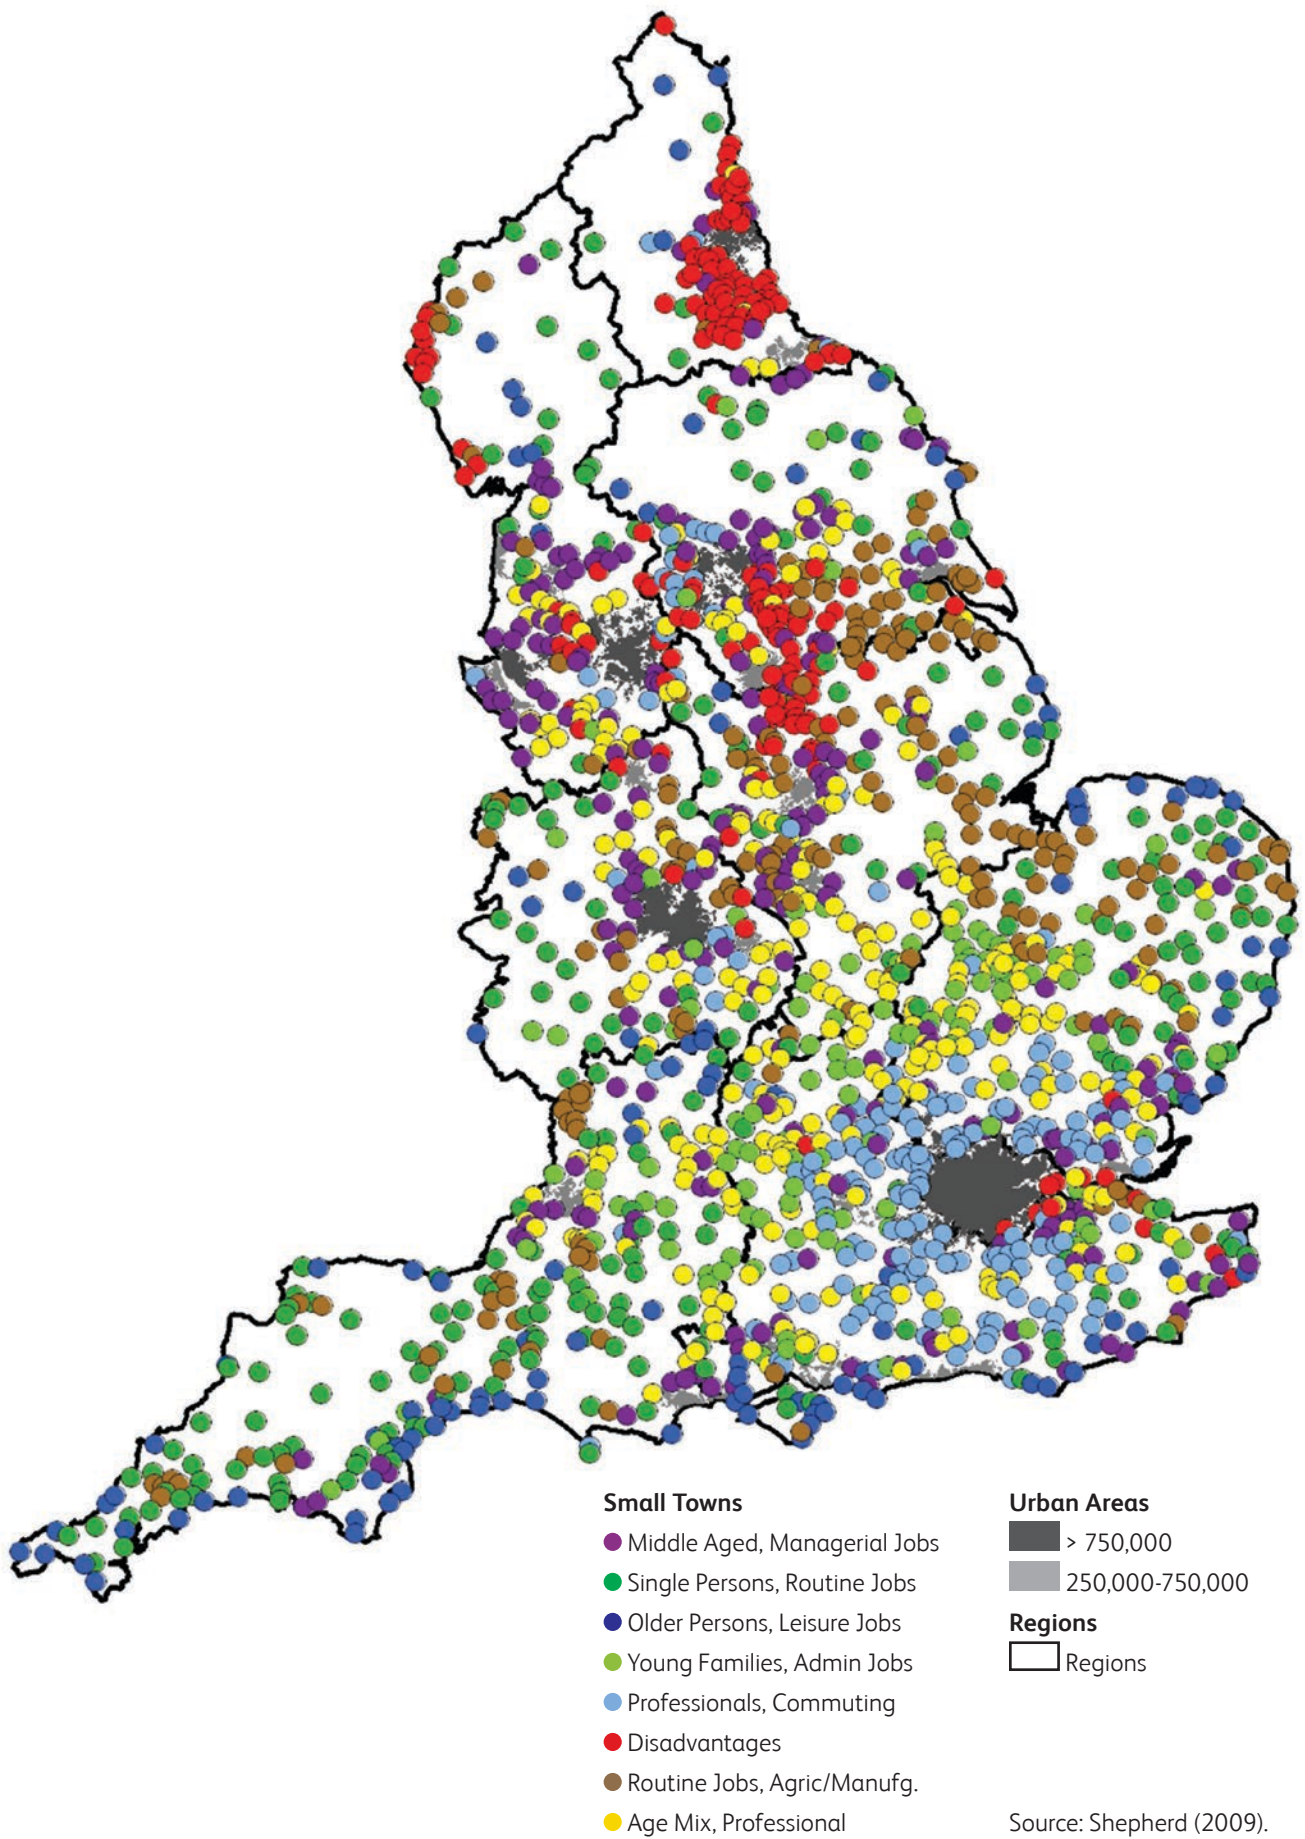 Small Towns
Middle Aged, Managerial Jobs
Single Persons, Routine Jobs
Older Persons, Leisure Jobs
Young Families, Admin Jobs
Professionals, Commuting
Disadvantages
Routine Jobs, Agric/Manufg.
Age Mix, Professional
Urban Areas
> 750,000
250,000-750,000
Regions
Regions
Source: Shepherd (2009).